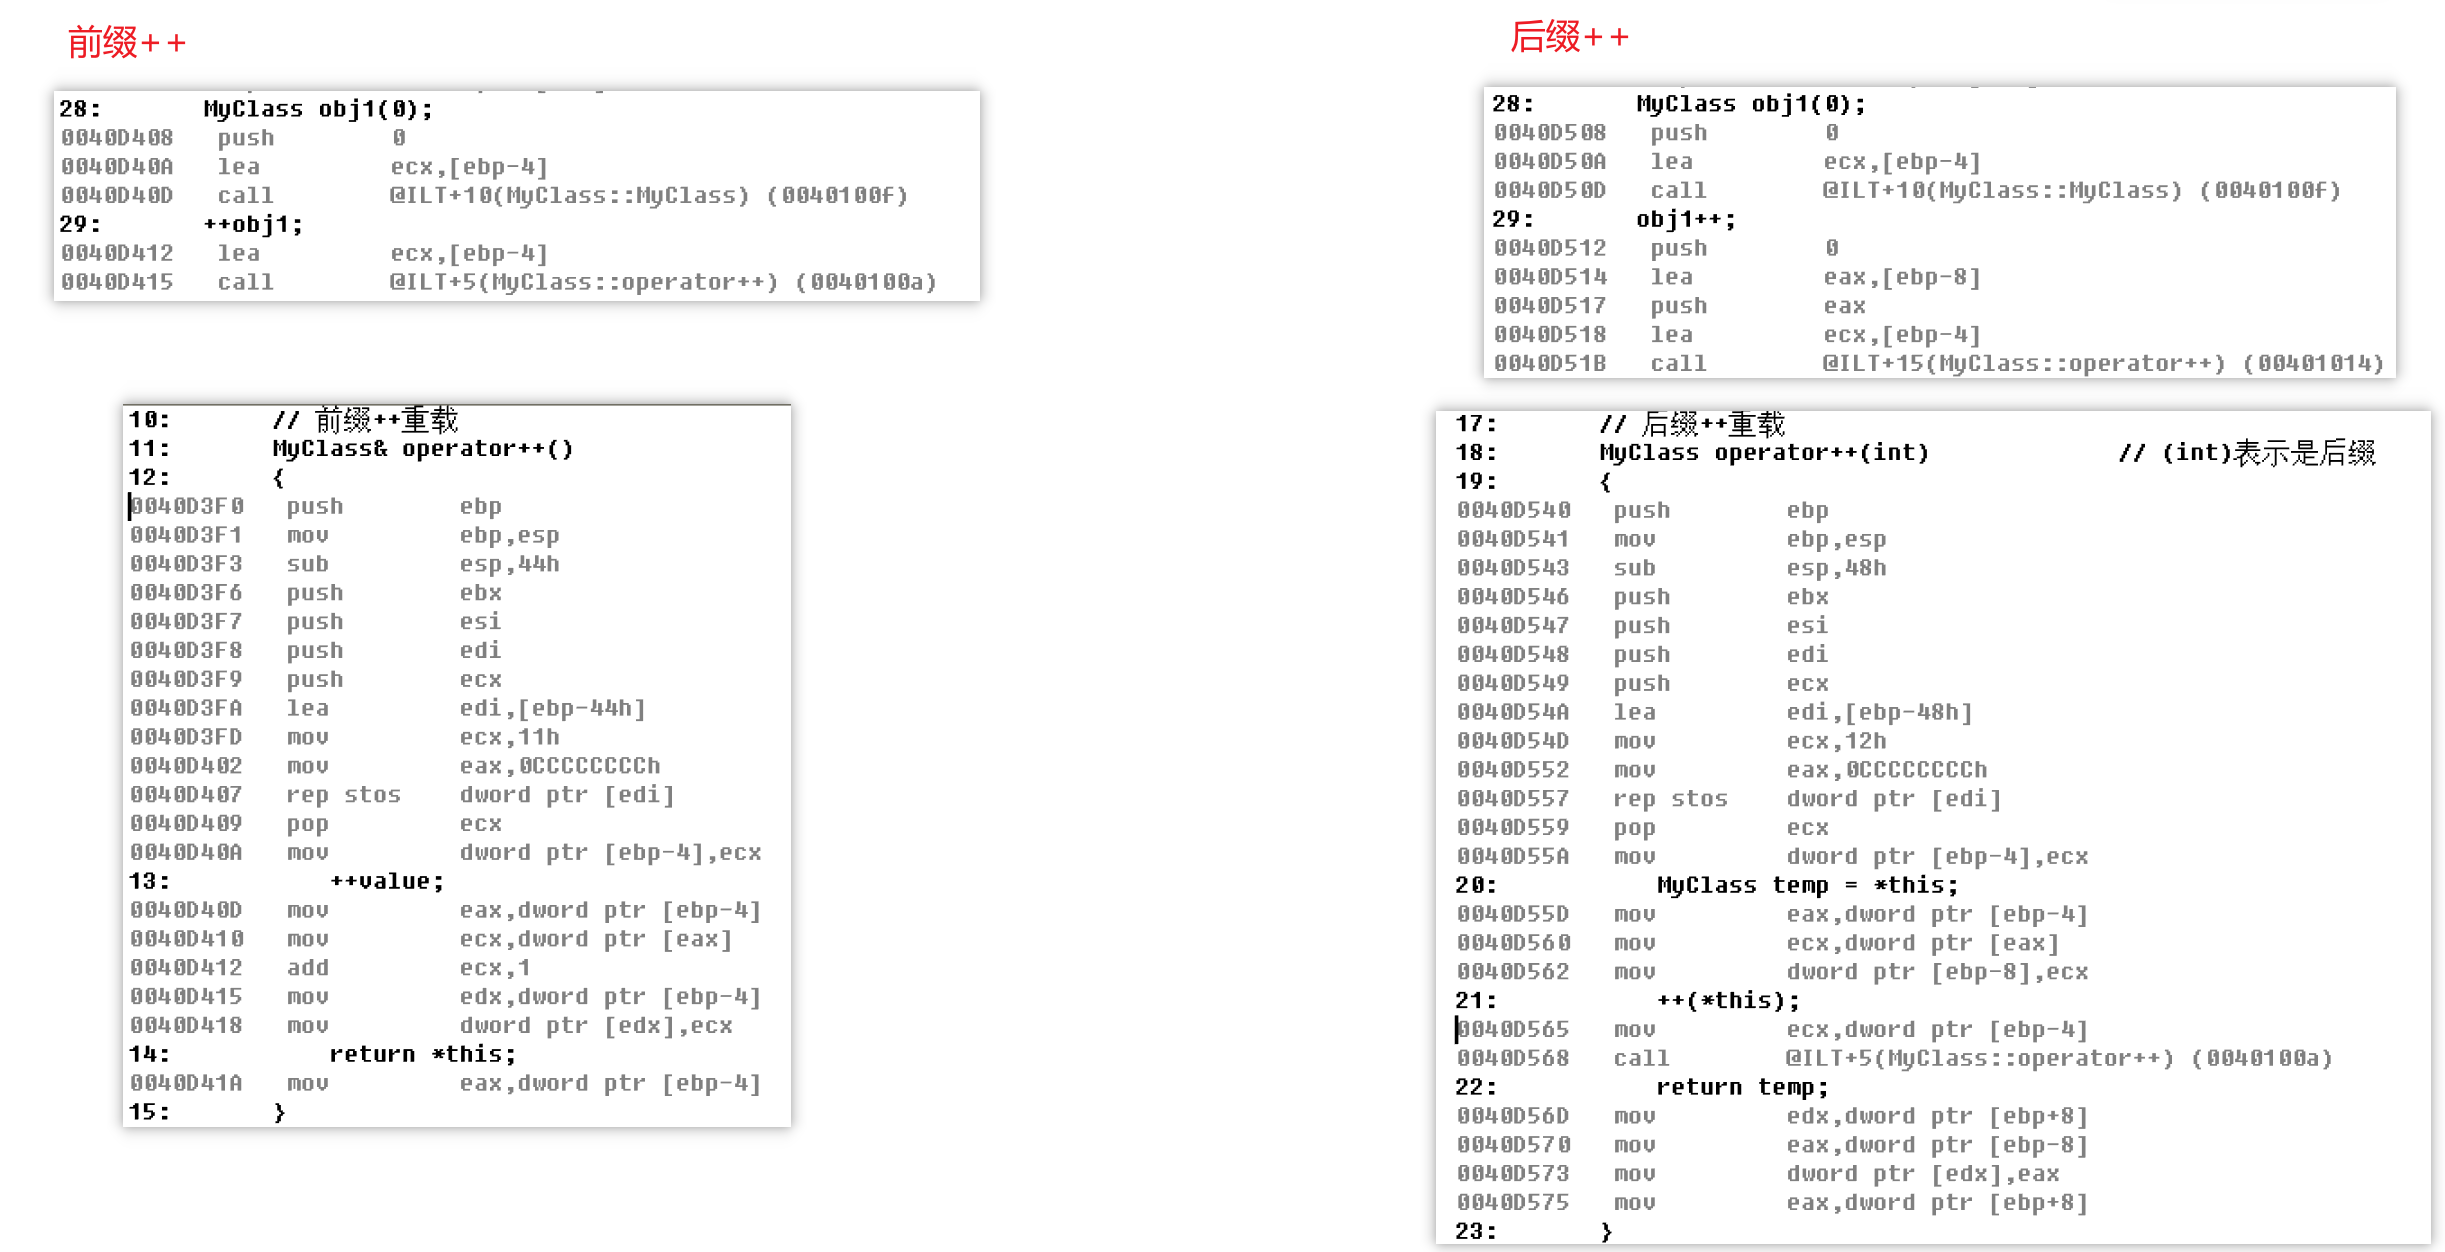 前缀++
28: MyClass obj1(0);
0040D408 push 0
0040D40A lea ecx,[ebp-4]
0040D40D call @ILT+10(MyClass::MyClass) (0040100f)
29: ++obj1;
0040D412 lea ecx,[ebp-4]
0040D415 call @ILT+5(MyClass::operator++) (0040100a)
10: // 前缀++重载
11: MyClass& operator++()
12: {
0040D3F0 push ebp
0040D3F1 mov ebp,esp
0040D3F3 sub esp,44h
0040D3F6 push ebx
0040D3F7 push esi
0040D3F8 push edi
0040D3F9 push ecx
0040D3FA lea edi,[ebp-44h]
0040D3FD mov ecx,11h
0040D402 mov eax,0CCCCCCCCh
0040D407 rep stos dword ptr [edi]
0040D409 pop ecx
0040D40A mov dword ptr [ebp-4],ecx
13: ++value;
0040D40D mov eax,dword ptr [ebp-4]
0040D410 mov ecx,dword ptr [eax]
0040D412 add ecx,1
0040D415 mov edx,dword ptr [ebp-4]
0040D418 mov dword ptr [edx],ecx
14: return *this;
0040D41A mov eax,dword ptr [ebp-4]
15: }
后缀++
28: MyClass obj1(0);
0040D508 push 0
0040D50A lea ecx,[ebp-4]
0040D50D call @ILT+10(MyClass::MyClass) (0040100f)
29: obj1++;
0040D512 push 0
0040D514 lea eax,[ebp-8]
0040D517 push eax
0040D518 lea ecx,[ebp-4]
0040D51B call @ILT+15(MyClass::operator++) (00401014)
17: // 后缀++重载
18: MyClass operator++(int) // (int)表示是后缀
19: {
0040D540 push ebp
0040D541 mov ebp,esp
0040D543 sub esp,48h
0040D546 push ebx
0040D547 push esi
0040D548 push edi
0040D549 push ecx
0040D54A lea edi,[ebp-48h]
0040D54D mov ecx,12h
0040D552 mov eax,0CCCCCCCCh
0040D557 rep stos dword ptr [edi]
0040D559 pop ecx
0040D55A mov dword ptr [ebp-4],ecx
20: MyClass temp = *this;
0040D55D mov eax,dword ptr [ebp-4]
0040D560 mov ecx,dword ptr [eax]
0040D562 mov dword ptr [ebp-8],ecx
21: ++(*this);
0040D565 mov ecx,dword ptr [ebp-4]
0040D568 call @ILT+5(MyClass::operator++) (0040100a)
22: return temp;
0040D56D mov edx,dword ptr [ebp+8]
0040D570 mov eax,dword ptr [ebp-8]
0040D573 mov dword ptr [edx],eax
0040D575 mov eax,dword ptr [ebp+8]
23: }